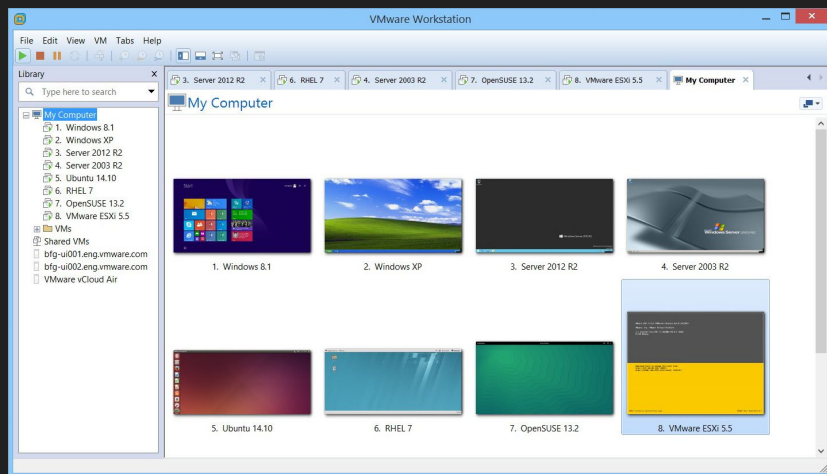 VMware Workstation
File Edit View VM Tabs Help
Library X
Type here to search
My Computer
1. Windows 8.1
2. Windows XP
3. Server 2012 R2
4. Server 2003 R2
5. Ubuntu 14.10
6. RHEL 7
7. OpenSUSE 13.2
8. VMware ESXi 5.5
VMs
Shared VMs
bfg-ui001.eng.vmware.com
bfg-ui002.eng.vmware.com
VMware vCloud Air
3. Server 2012 R2 6. RHEL 7 4. Server 2003 R2 7. OpenSUSE 13.2 8. VMware ESXi 5.5 My Computer
My Computer
Start
Windows Server
1. Windows 8.1 2. Windows XP 3. Server 2012 R2 4. Server 2003 R2
5. Ubuntu 14.10 6. RHEL 7 7. OpenSUSE 13.2 8. VMware ESXi 5.5